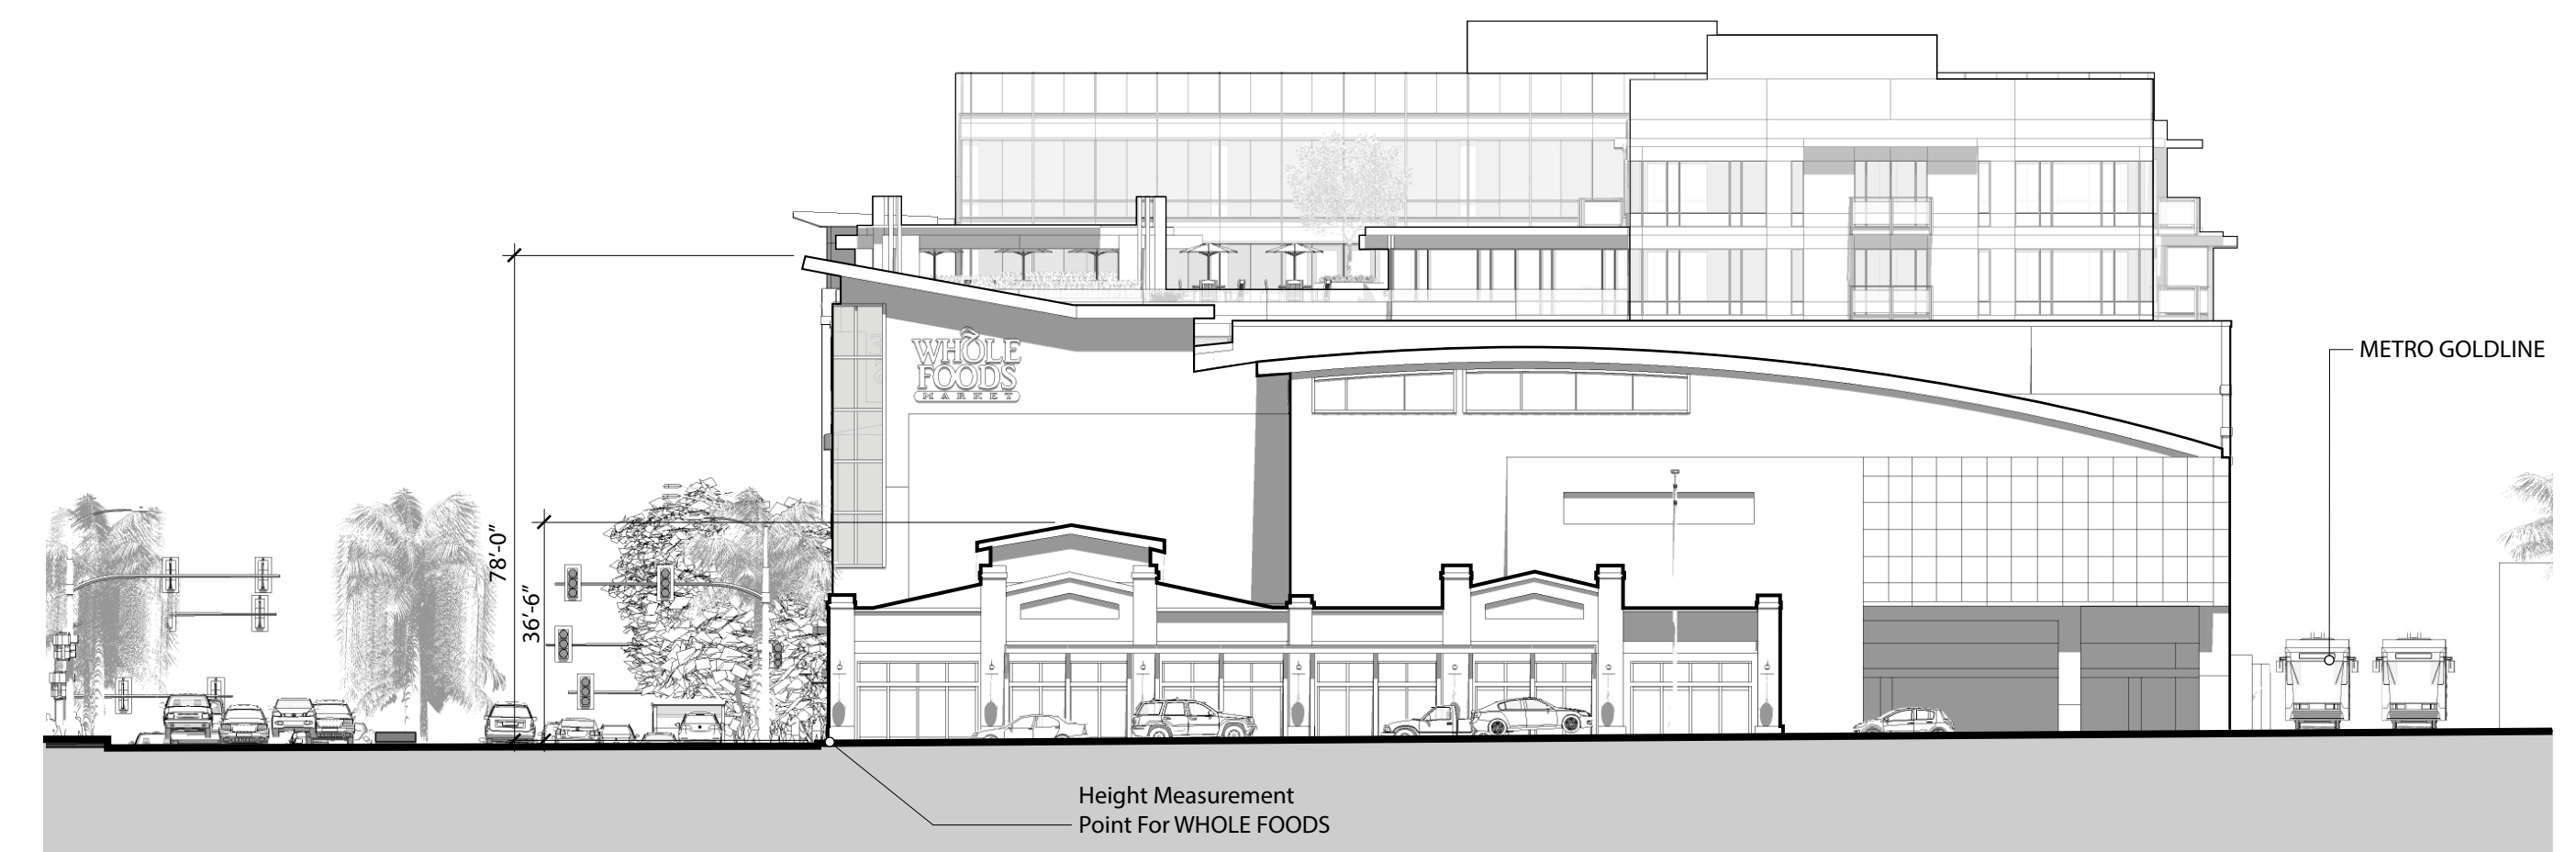 METRO GOLDLINE
WHOLE
FOODS
MARKET
78'-0"
36'-6"
Height Measurement
Point For WHOLE FOODS